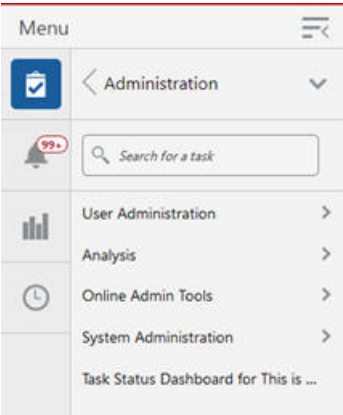 Menu
Administration
99+
Search for a task
User Administration
Analysis
Online Admin Tools
System Administration
Task Status Dashboard for This is ...